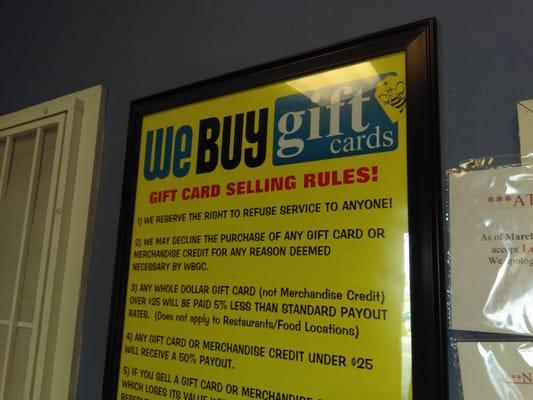 We BUY gift cards
GIFT CARD SELLING RULES!
1) WE RESERVE THE RIGHT TO REFUSE SERVICE TO ANYONE!
2) WE MAY DECLINE THE PURCHASE OF ANY GIFT CARD OR
MERCHANDISE CREDIT FOR ANY REASON DEEMED
NECESSARY BY WBGC.
3) ANY WHOLE DOLLAR GIFT CARD (not Merchandise Credit)
OVER $25 WILL BE PAID 5% LESS THAN STANDARD PAYOUT
RATES. (Does not apply to Restaurants/Food Locations)
4) ANY GIFT CARD OR MERCHANDISE CREDIT UNDER $25
WILL RECEIVE A 50% PAYOUT.
5) IF YOU SELL A GIFT CARD OR MERCHANDISE
WHICH LOSES ITS VALUE
***AT
As of March
accept
We